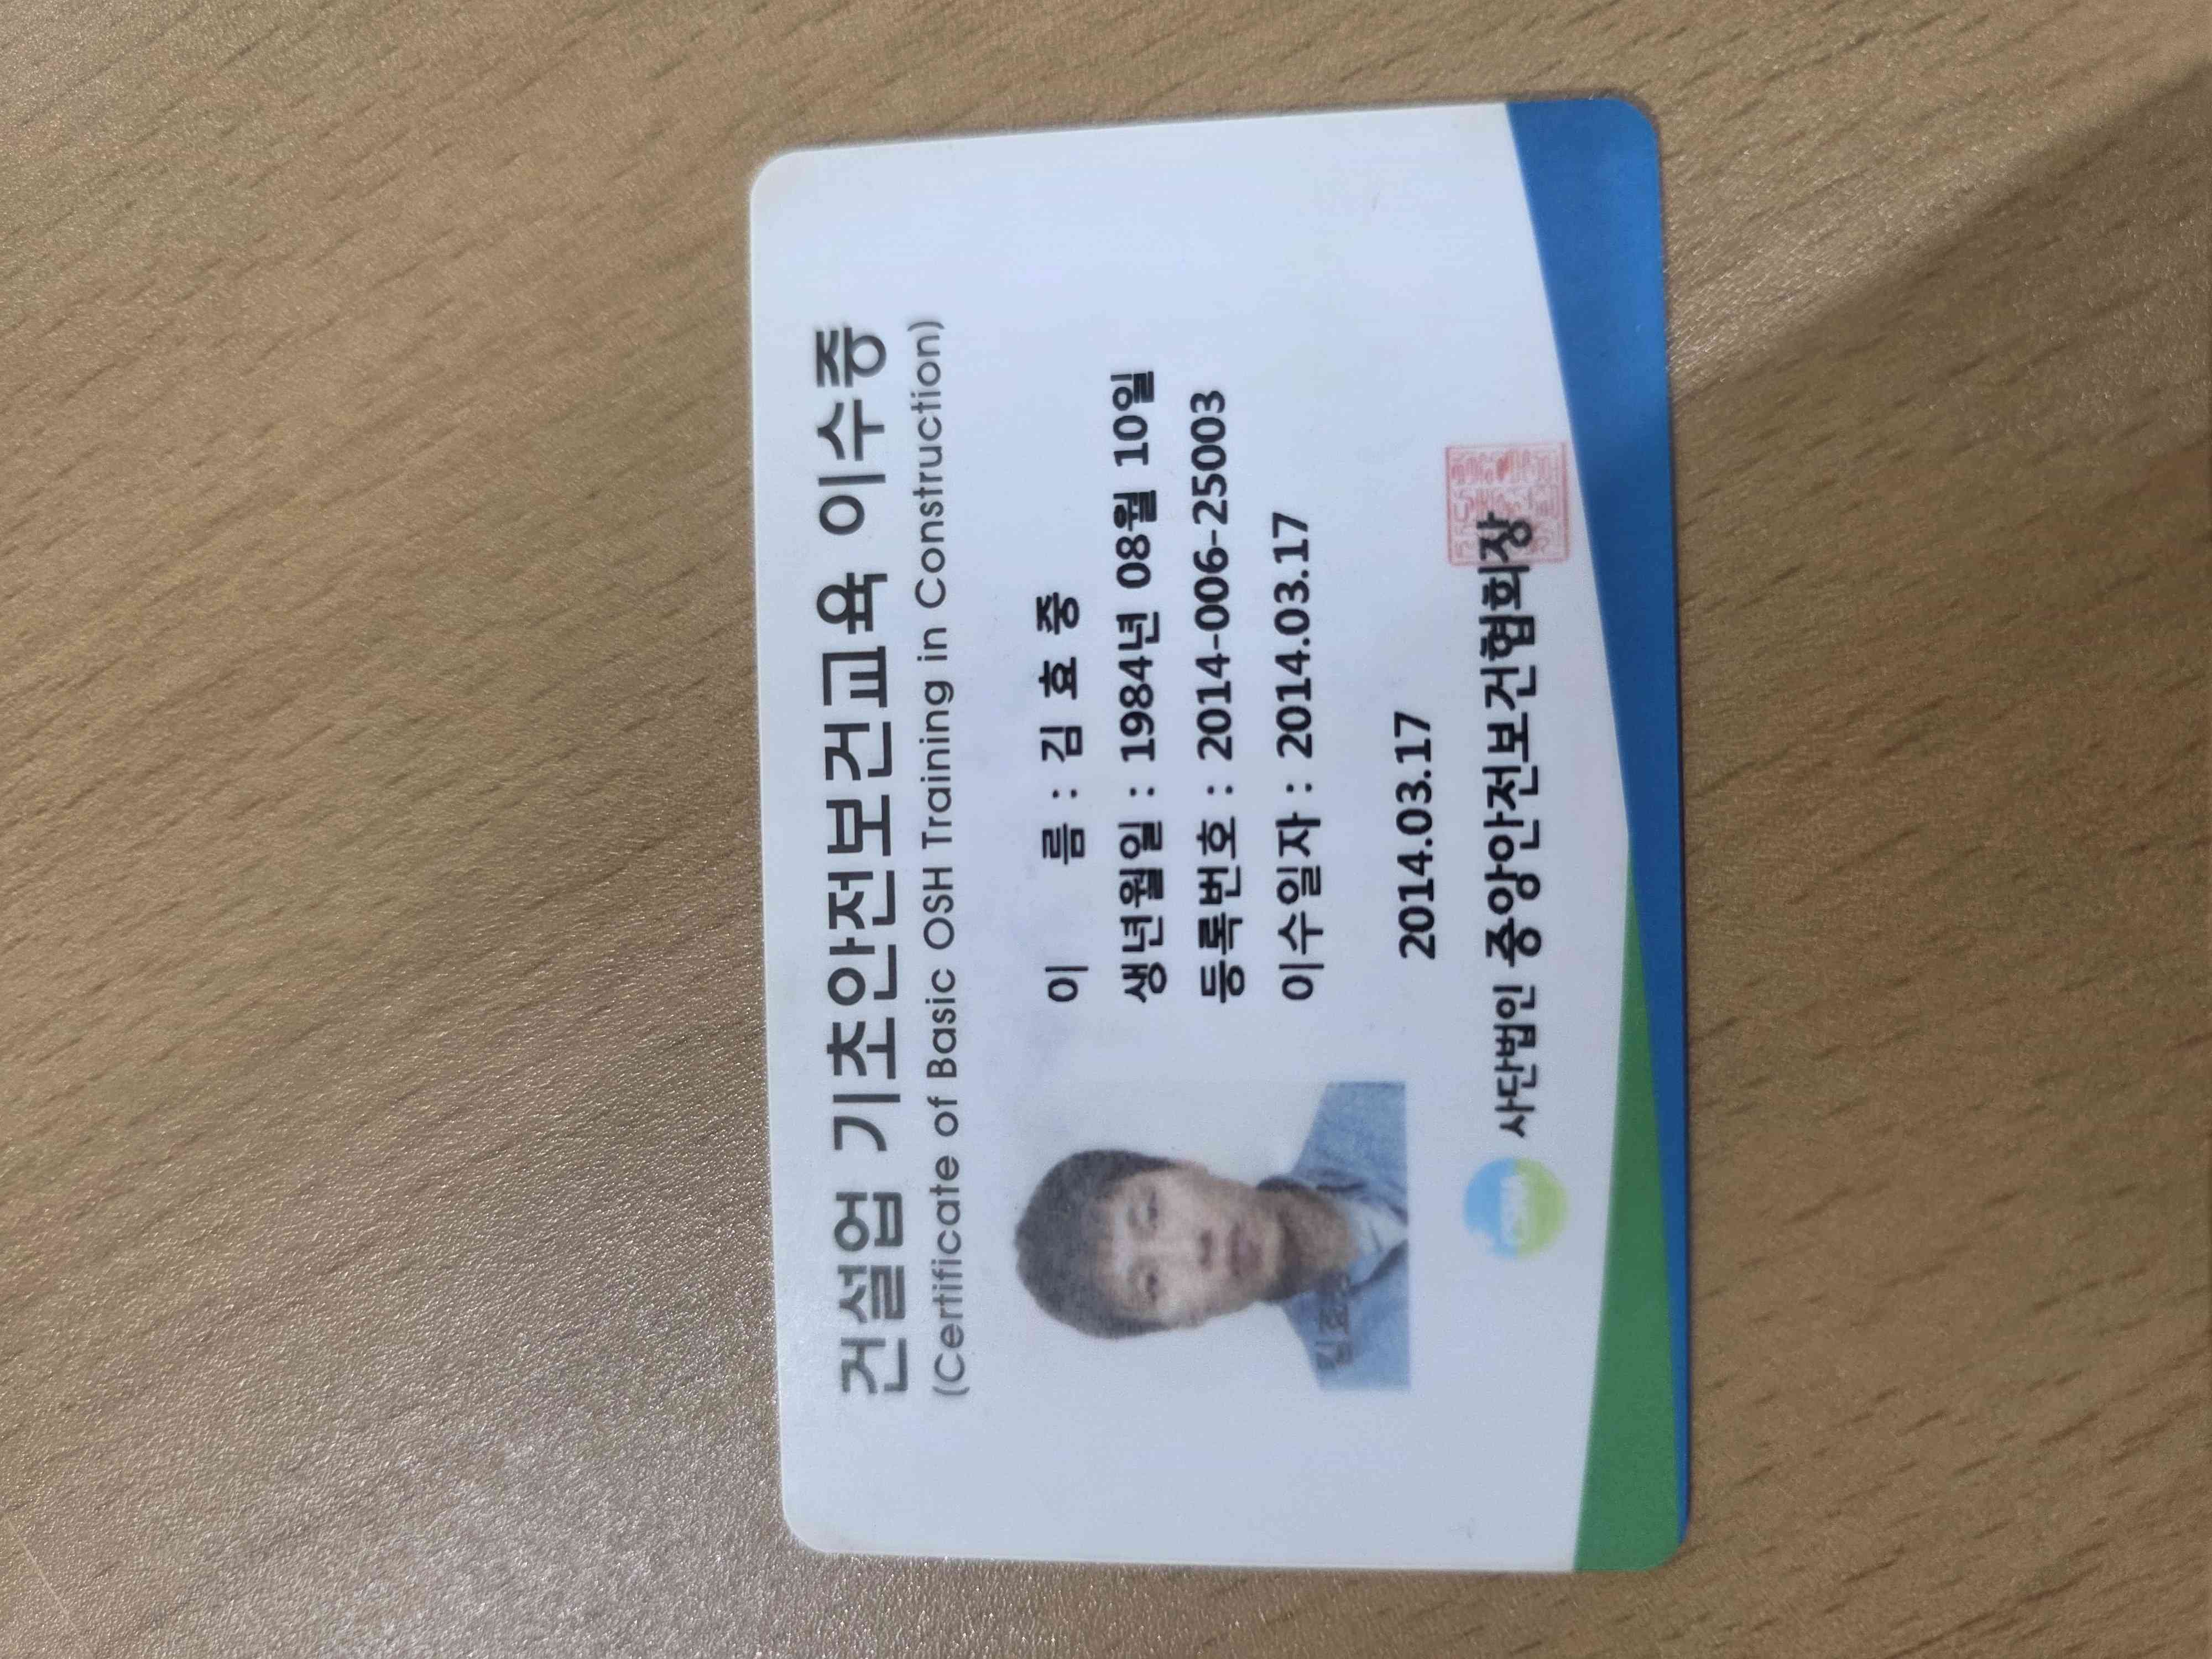 건설업 기초안전보건교육 이수증
(Certificate of Basic OSH Training in Construction)
이 름 : 김 효 중
생년월일 : 1984년 08월 10일
등록번호 : 2014-006-25003
이수일자 : 2014.03.17
2014.03.17
사단법인 중앙안전보건협회장